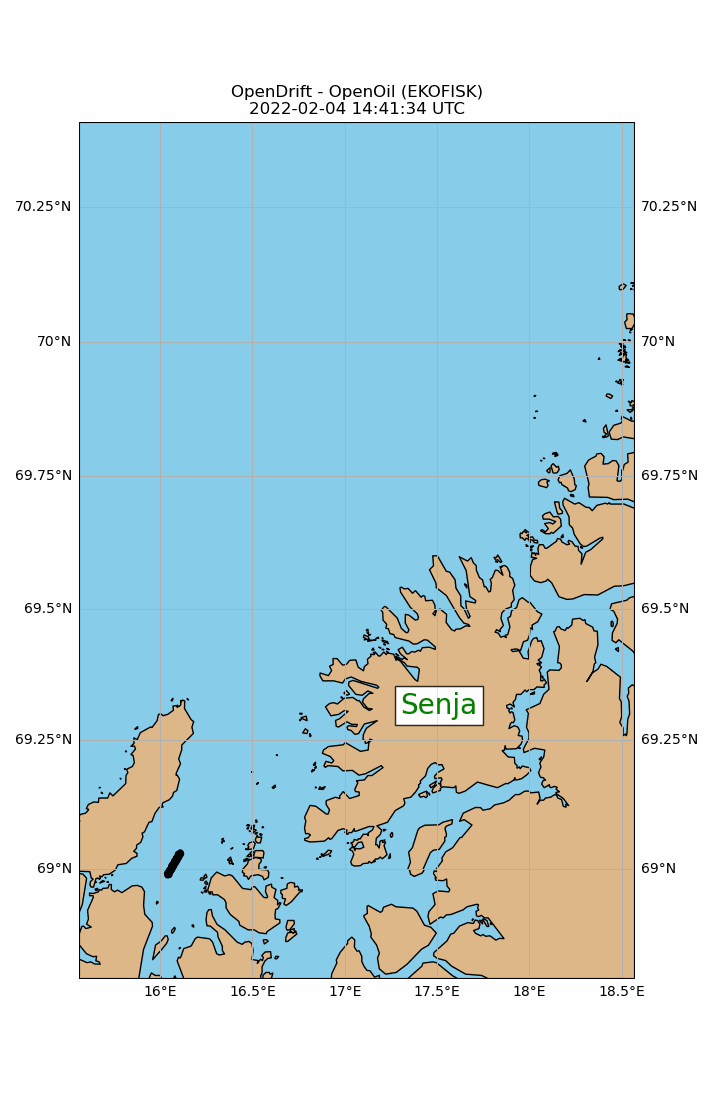 OpenDrift - OpenOil (EKOFISK)
2022-02-04 14:41:34 UTC
70.25°N 70.25°N
70°N 70°N
69.75°N 69.75°N
69.5°N 69.5°N
Senja
69.25°N 69.25°N
69°N 69°N
16°E 16.5°E 17°E 17.5°E 18°E 18.5°E